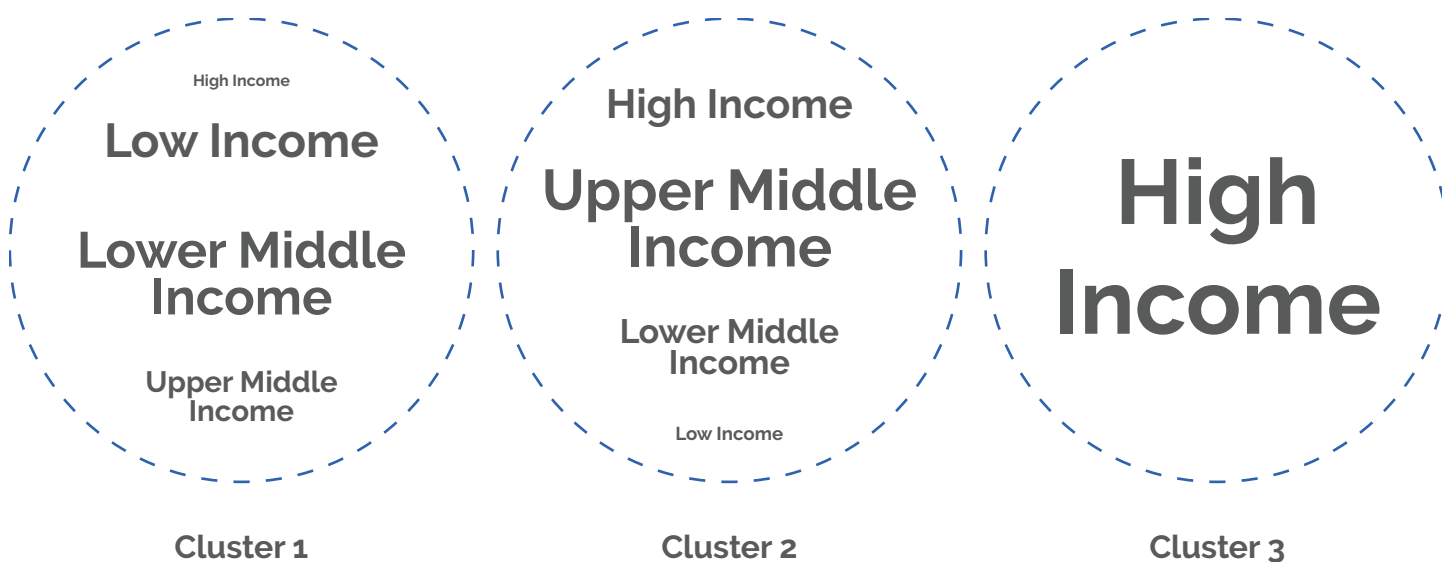 High Income
Low Income
Lower Middle
Income
Upper Middle
Income
Cluster 1
High Income
Upper Middle
Income
Lower Middle
Income
Low Income
Cluster 2
High
Income
Cluster 3